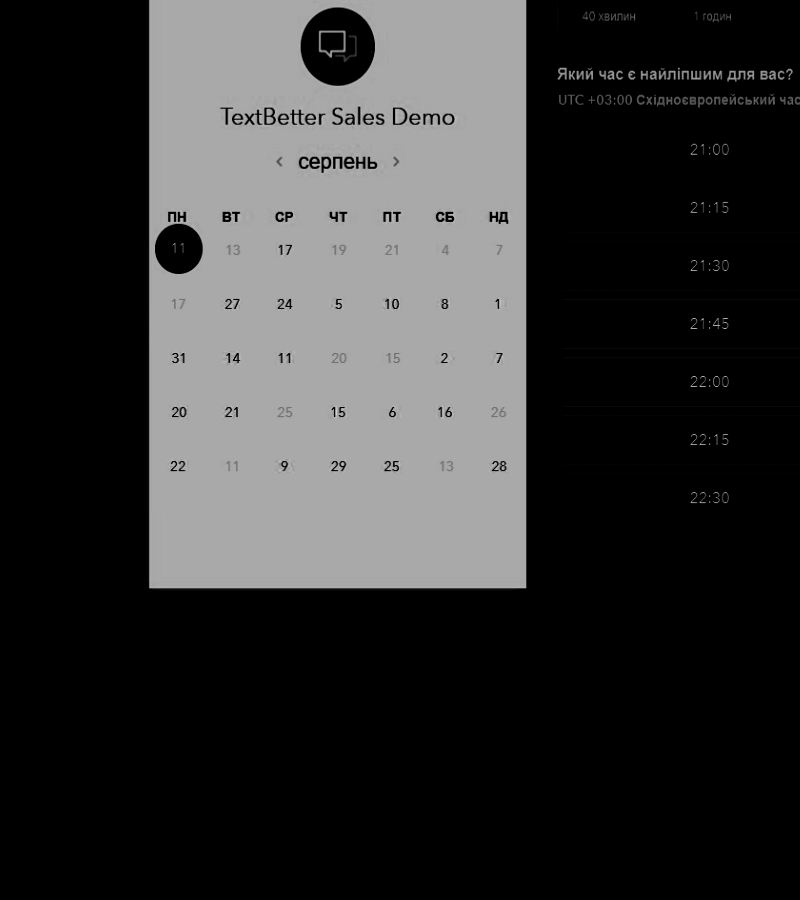 TextBetter Sales Demo
серпень
ПН ВТ СР ЧТ ПТ СБ НД
11 13 17 19 21 4 7
17 27 24 5 10 8 1
31 14 11 20 15 2 7
20 21 25 15 6 16 26
22 11 9 29 25 13 28
40 хвилин 1 годин
Який час є найліпшим для вас?
UTC +03:00 Східноєвропейський час
21:00
21:15
21:30
21:45
22:00
22:15
22:30